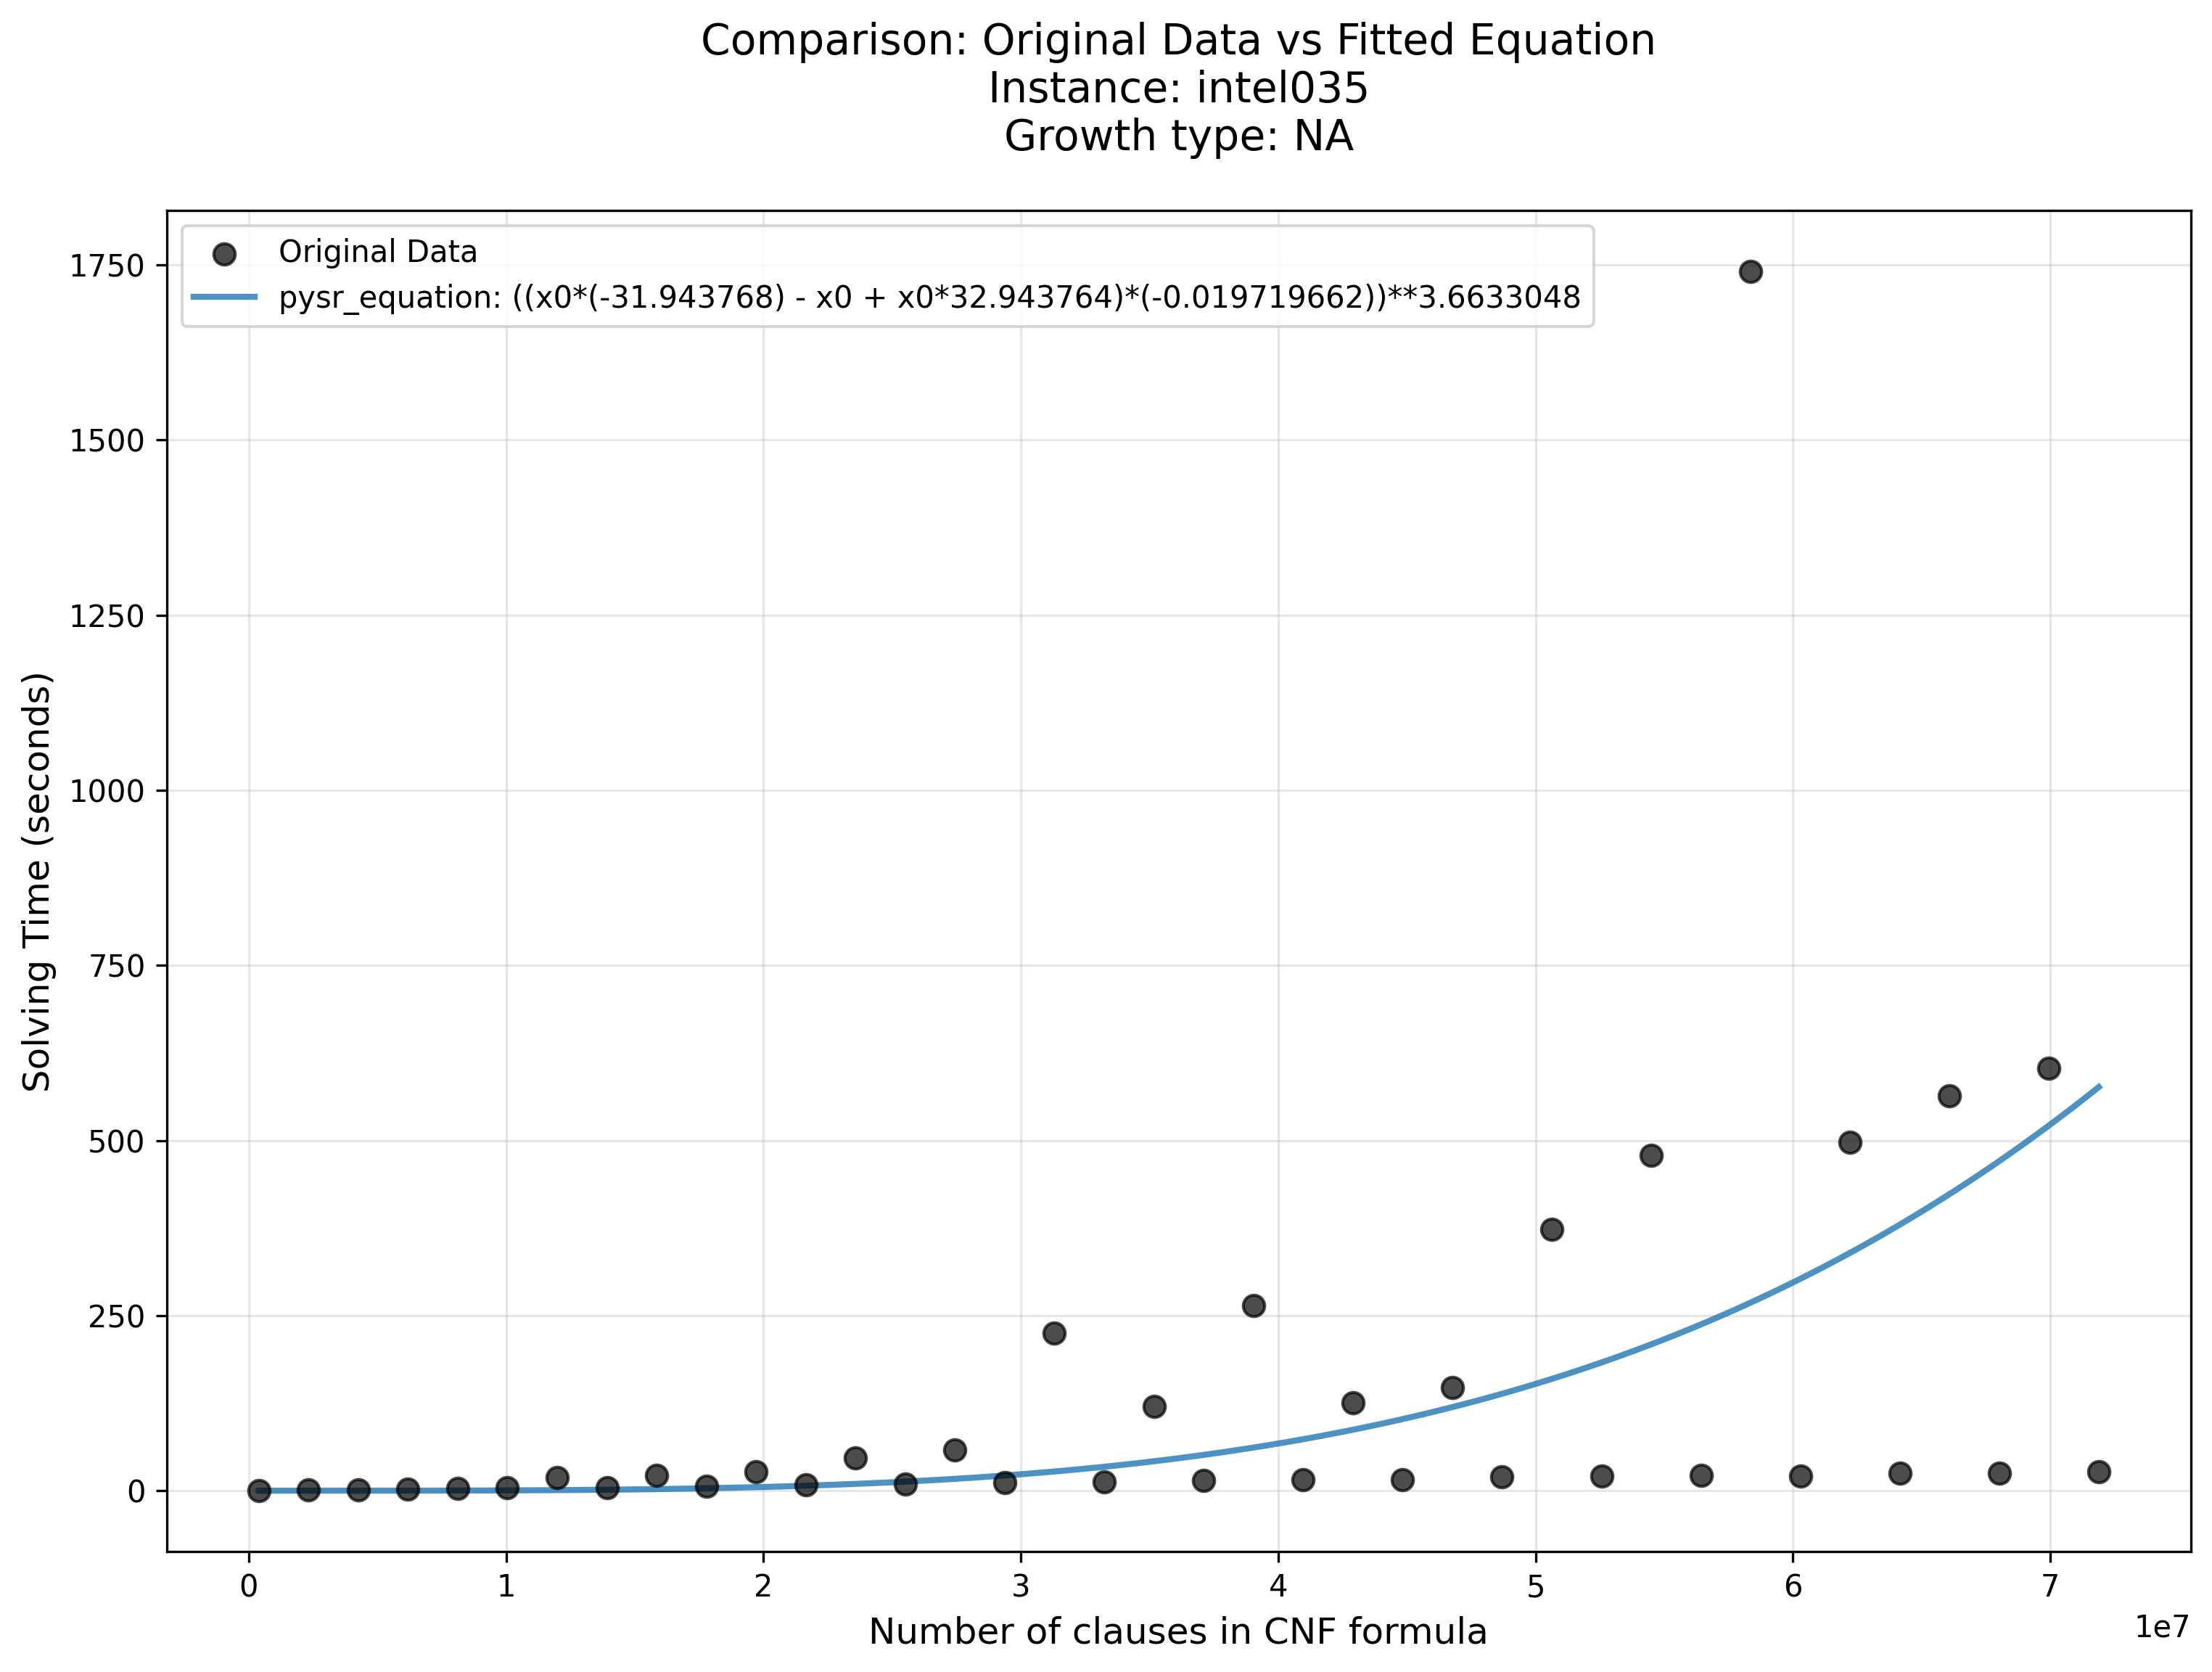 Comparison: Original Data vs Fitted Equation
Instance: intel035
Growth type: NA
Original Data
pysr_equation: ((x0*(-31.943768) - x0 + x0*32.943764)*(-0.019719662))**3.6633048
1750
1500
1250
1000
750
500
250
0
Solving Time (seconds)
0 1 2 3 4 5 6 7
1e7
Number of clauses in CNF formula